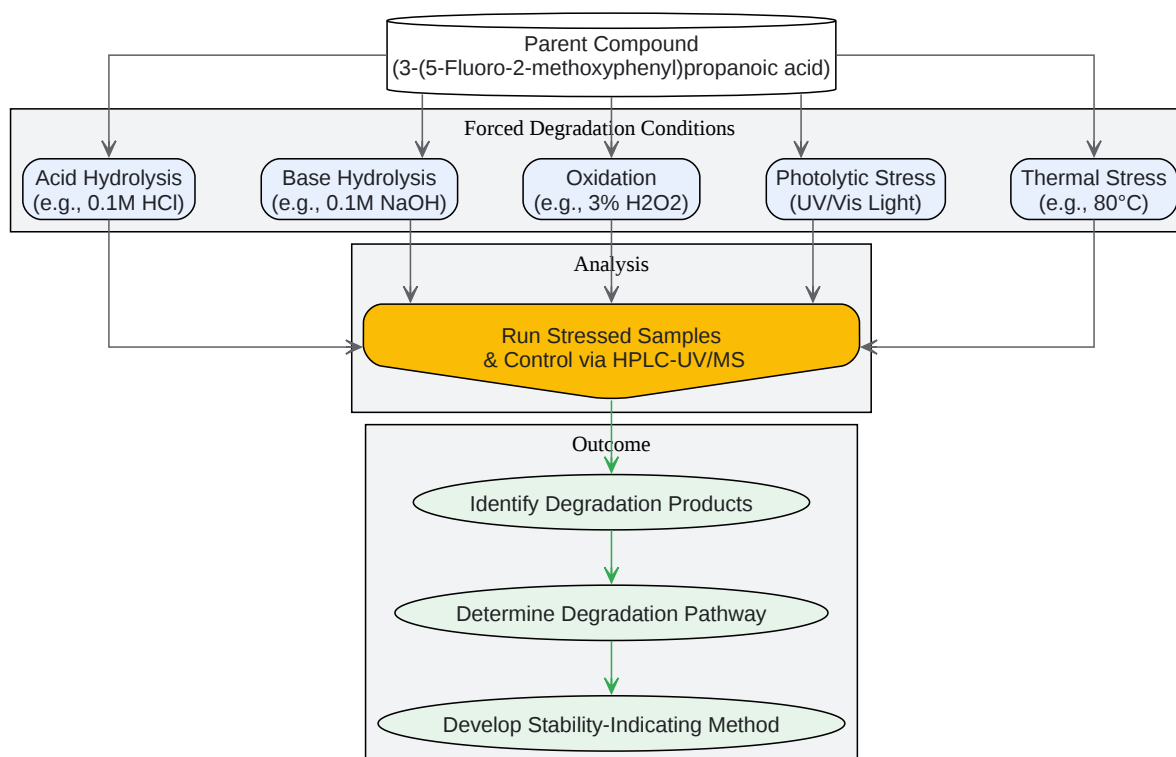 Parent Compound
(3-(5-Fluoro-2-methoxyphenyl)propanoic acid)
Forced Degradation Conditions
Acid Hydrolysis
(e.g., 0.1M HCl)
Base Hydrolysis
(e.g., 0.1M NaOH)
Oxidation
(e.g., 3% H2O2)
Photolytic Stress
(UV/Vis Light)
Thermal Stress
(e.g., 80°C)
Analysis
Run Stressed Samples
& Control via HPLC-UV/MS
Outcome
Identify Degradation Products
Determine Degradation Pathway
Develop Stability-Indicating Method